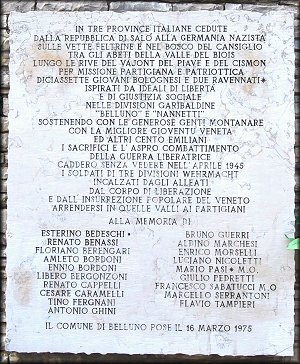 IN TRE PROVINCE ITALIANE CEDUTE
DALLA REPUBBLICA DI SALÒ ALLA GERMANIA NAZISTA
SULLE VETTE FELTRINE E NEL BOSCO DEL CANSIGLIO
TRA GLI ABETI DELLA VALLE DEL BIOIS
LUNGO LE RIVE DEL VAJONT DEL PIAVE E DEL CISMON
PER MISSIONE PARTIGIANA E PATRIOTTICA
DICIASSETTE GIOVANI BOLOGNESI E DUE RAVENNATI *
ISPIRATI DA IDEALI DI LIBERTÀ
E DI GIUSTIZIA SOCIALE
NELLE DIVISIONI GARIBALDINE
"BELLUNO" E "NANNETTI"
SOSTENENDO CON LE GENEROSE GENTI MONTANARE
CON LA MIGLIORE GIOVENTÙ VENETA
ED ALTRI CENTO EMILIANI
I SACRIFICI E L'ASPRO COMBATTIMENTO
DELLA GUERRA LIBERATRICE
CADDERO SENZA VEDERE NELL'APRILE 1945
I SOLDATI DI TRE DIVISIONI WEHRMACHT
INCALZATI DAGLI ALLEATI
DAL CORPO DI LIBERAZIONE
E DALL'INSURREZIONE POPOLARE DEL VENETO
ARRENDERSI IN QUELLE VALLI AI PARTIGIANI
ALLA MEMORIA DI
ESTERINO BEDESCHI *
RENATO BENASSI
FLORIANO BERENGARI
AMLETO BORDONI
ENNIO BORDONI
LIBERO BERGONZONI
RENATO CAPPELLI
CESARE CARAMELLI
TINO FERGNANI
ANTONIO GHINI
BRUNO GUERRI
ALBINO MARCHESI
ENRICO MORSELLI
LUCIANO NICOLETTI
MARIO PASI * M.O.
GIULIO PEDRETTI
FRANCESCO SABATUCCI M.O
MARCELLO SERRANTONI
FLAVIO TAMPIERI
IL COMUNE DI BELLUNO POSE IL 16 MARZO 1975